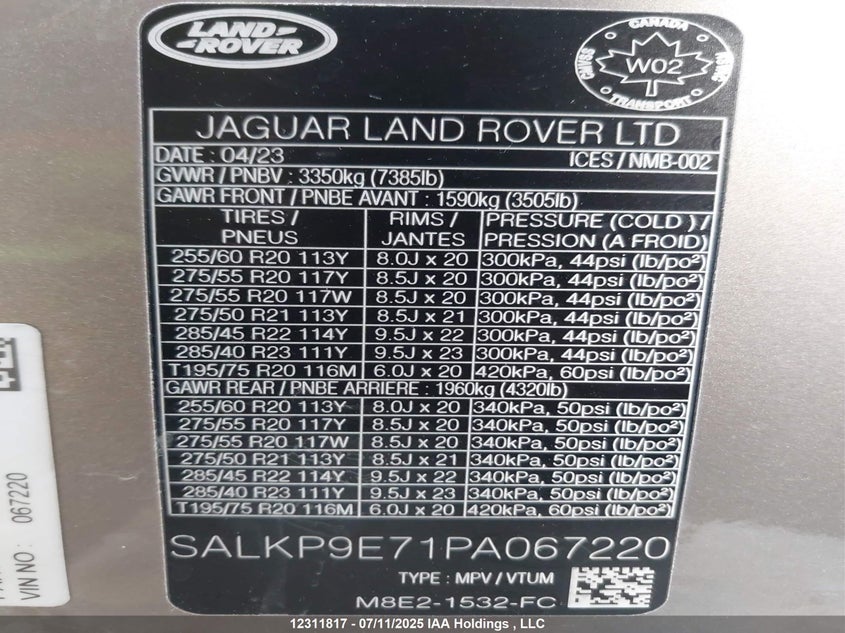 LAND ROVER
CANADA
CMVSS
W02
NSVAC
TRANSPORT
JAGUAR LAND ROVER LTD
DATE : 04/23 ICES / NMB-002
GVWR / PNBV : 3350kg (7385lb)
GAWR FRONT / PNBE AVANT : 1590kg (3505lb)
TIRES / PNEUS RIMS / JANTES PRESSURE (COLD ) / PRESSION (A FROID)
255/60 R20 113Y 8.0J x 20 300kPa, 44psi (lb/po²)
275/55 R20 117Y 8.5J x 20 300kPa, 44psi (lb/po²)
275/55 R20 117W 8.5J x 20 300kPa, 44psi (lb/po²)
275/50 R21 113Y 8.5J x 21 300kPa, 44psi (lb/po²)
285/45 R22 114Y 9.5J x 22 300kPa, 44psi (lb/po²)
285/40 R23 111Y 9.5J x 23 300kPa, 44psi (lb/po²)
T195/75 R20 116M 6.0J x 20 420kPa, 60psi (lb/po²)
GAWR REAR / PNBE ARRIERE : 1960kg (4320lb)
255/60 R20 113Y 8.0J x 20 340kPa, 50psi (lb/po²)
275/55 R20 117Y 8.5J x 20 340kPa, 50psi (lb/po²)
275/55 R20 117W 8.5J x 20 340kPa, 50psi (lb/po²)
275/50 R21 113Y 8.5J x 21 340kPa, 50psi (lb/po²)
285/45 R22 114Y 9.5J x 22 340kPa, 50psi (lb/po²)
285/40 R23 111Y 9.5J x 23 340kPa, 50psi (lb/po²)
T195/75 R20 116M 6.0J x 20 420kPa, 60psi (lb/po²)
SALKP9E71PA067220
TYPE : MPV / VTUM
M8E2-1532-FC
VIN NO : 067220
12311817 - 07/11/2025 IAA Holdings , LLC